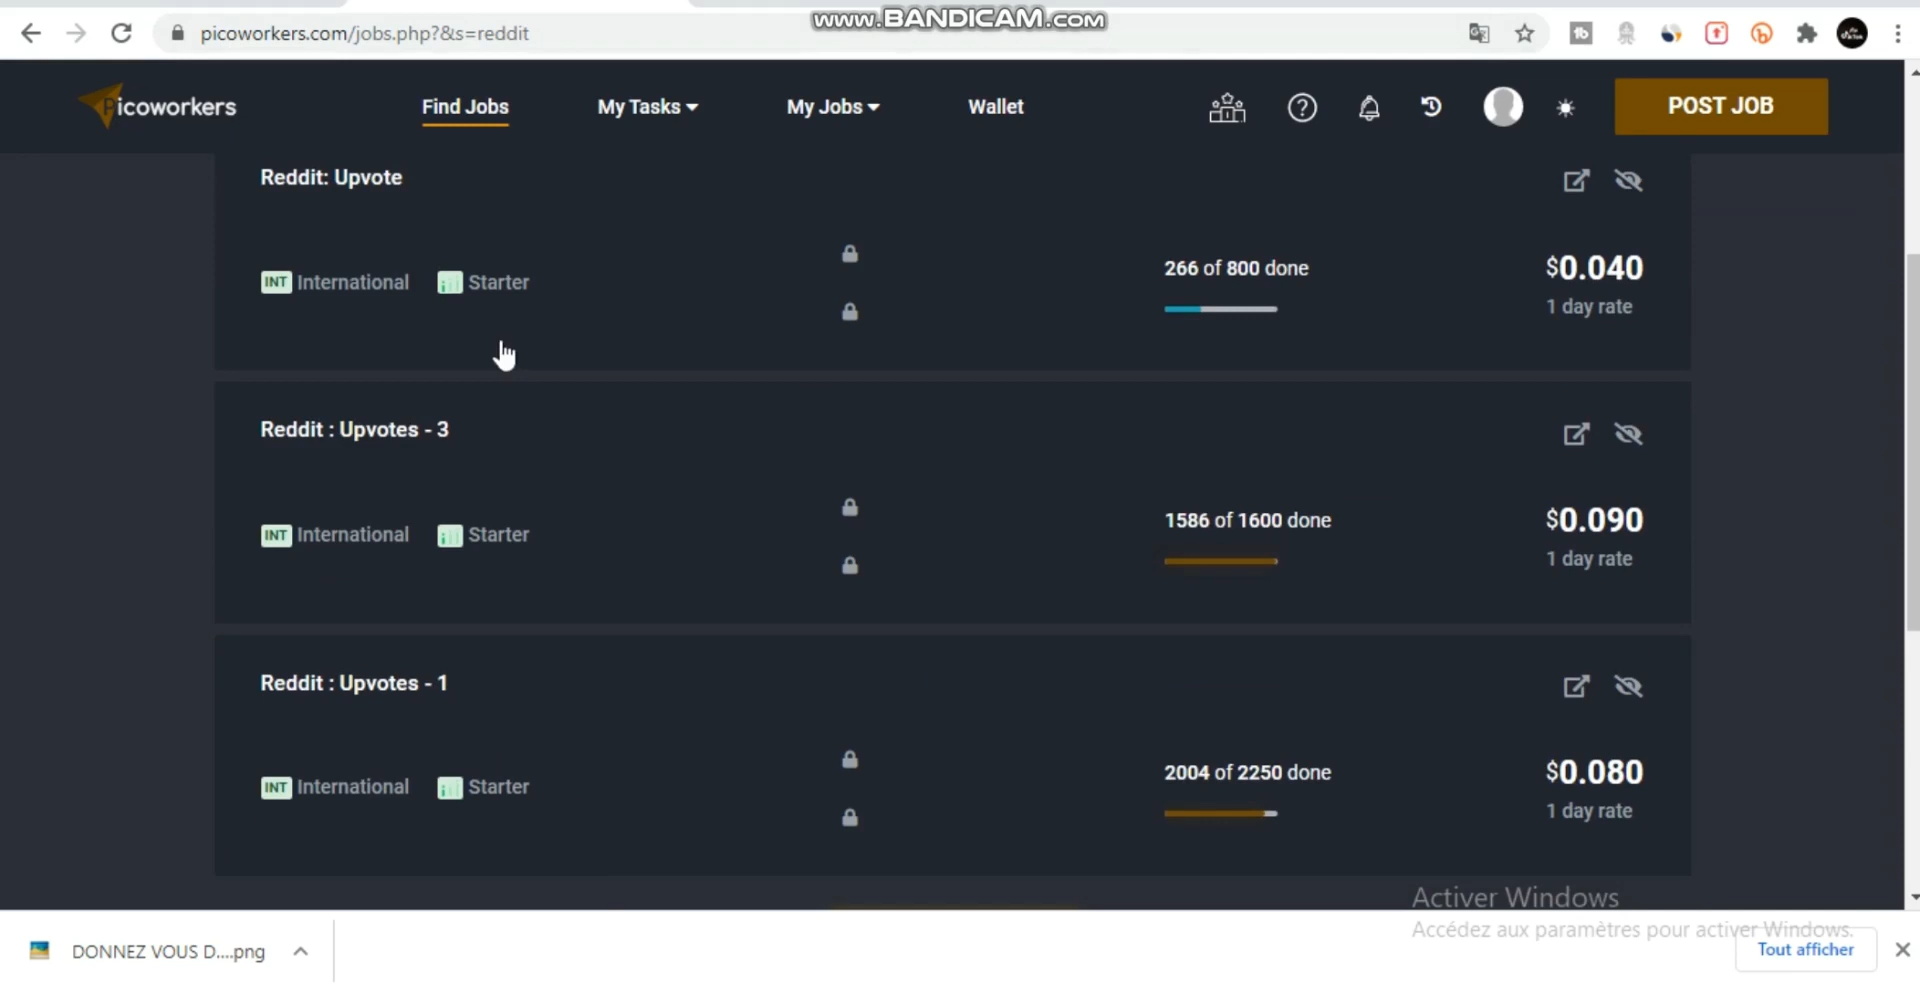 www.BANDICAM.com
picoworkers.com/jobs.php?&s=reddit
Picoworkers
Find Jobs
My Tasks
My Jobs
Wallet
POST JOB
Reddit: Upvote
INT International
Starter
266 of 800 done
$0.040
1 day rate
Reddit : Upvotes - 3
INT International
Starter
1586 of 1600 done
$0.090
1 day rate
Reddit : Upvotes - 1
INT International
Starter
2004 of 2250 done
$0.080
1 day rate
Activer Windows
Accédez aux paramètres pour activer Windows.
DONNEZ VOUS D....png
Tout afficher